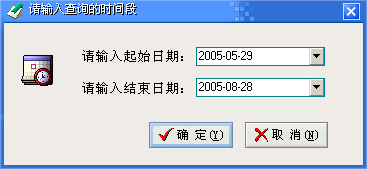 请输入查询的时间段
请输入起始日期： 2005-05-29
请输入结束日期： 2005-08-28
确 定(Y) 取 消(N)